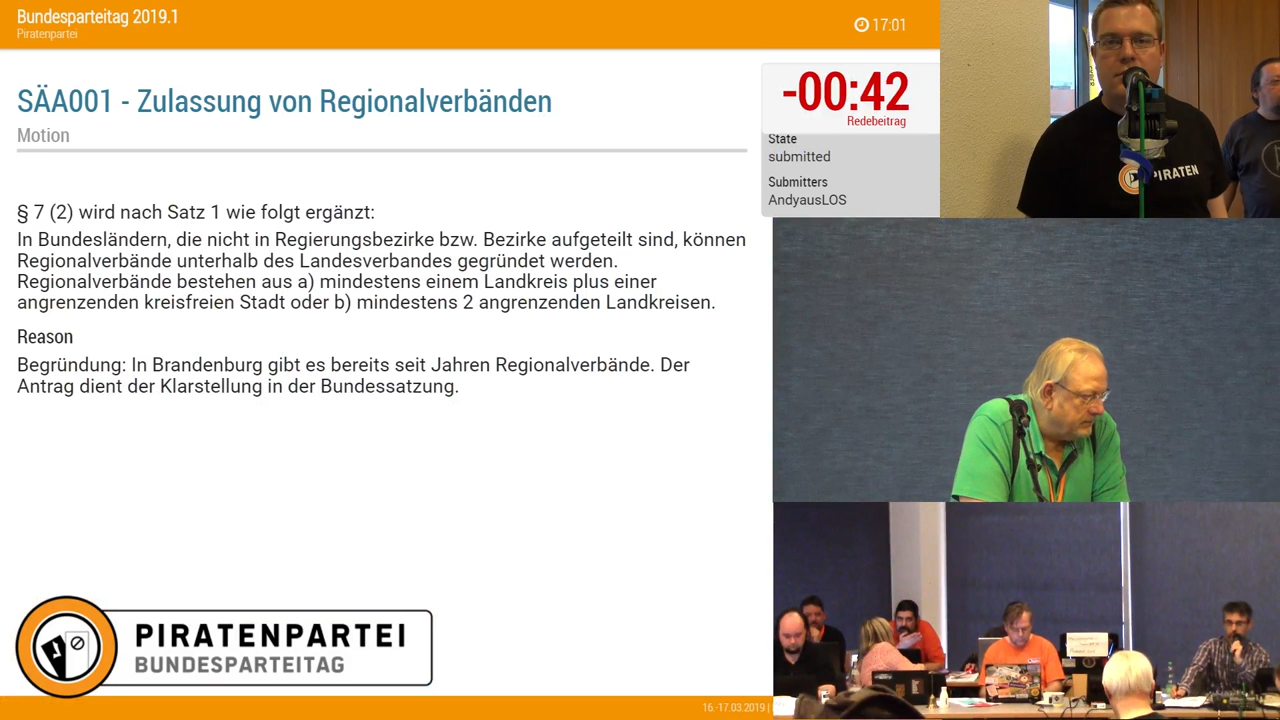 Bundesparteitag 2019.1
Piratenpartei
17:01
SÄA001 - Zulassung von Regionalverbänden
Motion
-00:42
Redebeitrag
State
submitted
Submitters
AndyausLOS
§ 7 (2) wird nach Satz 1 wie folgt ergänzt:
In Bundesländern, die nicht in Regierungsbezirke bzw. Bezirke aufgeteilt sind, können
Regionalverbände unterhalb des Landesverbandes gegründet werden.
Regionalverbände bestehen aus a) mindestens einem Landkreis plus einer
angrenzenden kreisfreien Stadt oder b) mindestens 2 angrenzenden Landkreisen.
Reason
Begründung: In Brandenburg gibt es bereits seit Jahren Regionalverbände. Der
Antrag dient der Klarstellung in der Bundessatzung.
PIRATENPARTEI
BUNDESPARTEITAG
16.-17.03.2019 |
PIRATEN